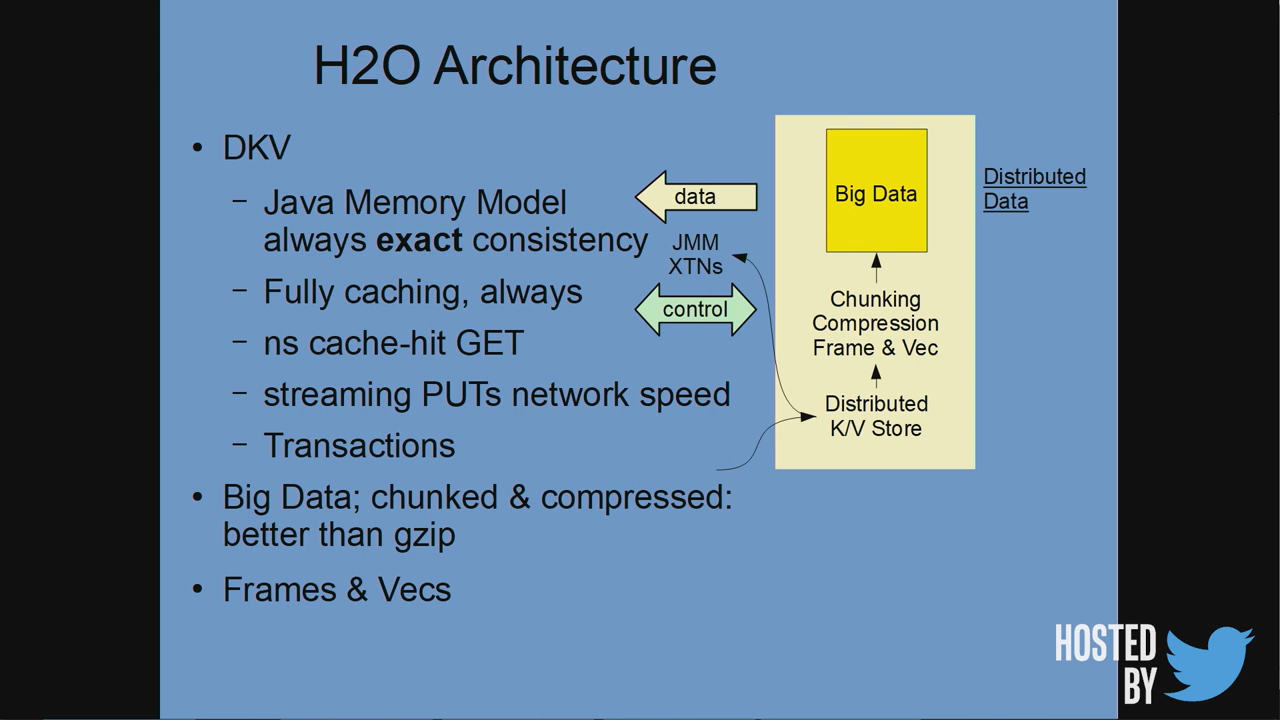 H2O Architecture
• DKV
– Java Memory Model
always exact consistency
– Fully caching, always
– ns cache-hit GET
– streaming PUTs network speed
– Transactions
• Big Data; chunked & compressed:
better than gzip
• Frames & Vecs
data
JMM
XTNs
control
Big Data
Chunking
Compression
Frame & Vec
Distributed
K/V Store
Distributed
Data
HOSTED
BY